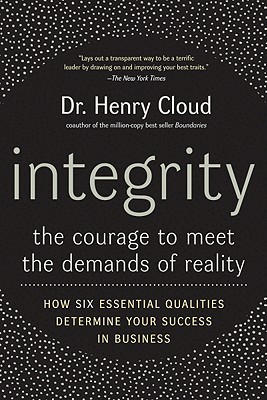 "Lays out a transparent way to be a terrific
leader by drawing on and improving your best traits."
—The New York Times
Dr. Henry Cloud
coauthor of the million-copy best seller Boundaries
integrity
the courage to meet
the demands of reality
HOW SIX ESSENTIAL QUALITIES
DETERMINE YOUR SUCCESS
IN BUSINESS